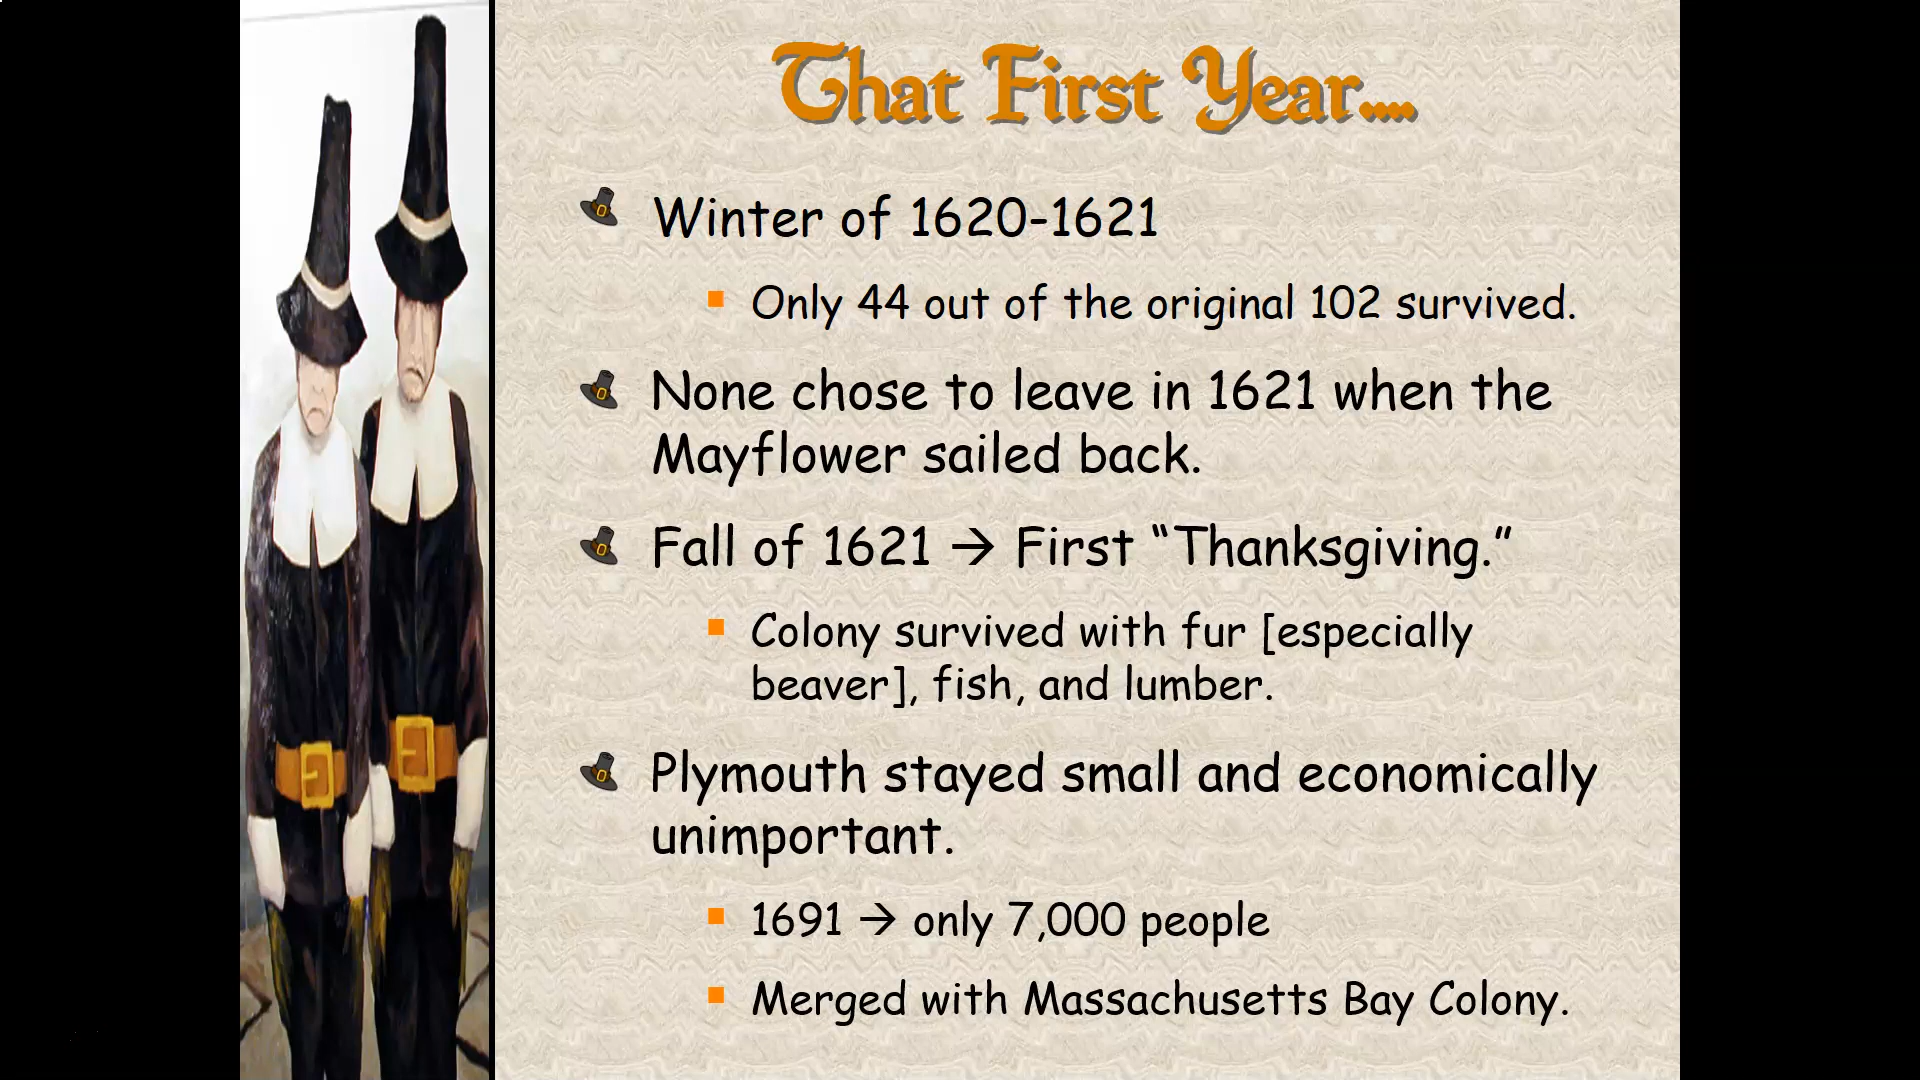 That First Year....
Winter of 1620-1621
Only 44 out of the original 102 survived.
None chose to leave in 1621 when the
Mayflower sailed back.
Fall of 1621 → First “Thanksgiving.”
Colony survived with fur [especially
beaver], fish, and lumber.
Plymouth stayed small and economically
unimportant.
1691 → only 7,000 people
Merged with Massachusetts Bay Colony.